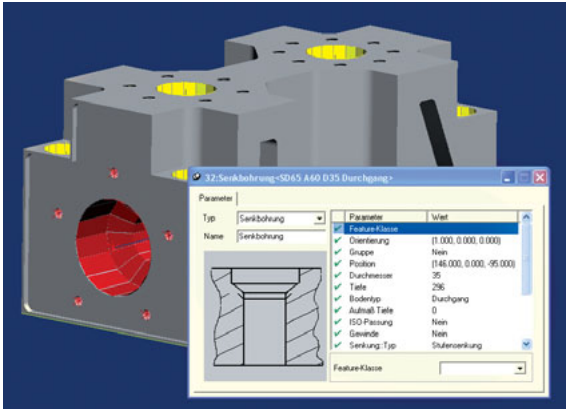 32:Senkbohrung<SD65 A60 D35 Durchgang>
Parameter
Typ Senkbohrung
Name Senkbohrung
Parameter Wert
Feature-Klasse
Orientierung (1.000, 0.000, 0.000)
Gruppe Nein
Position (146.000, 0.000, -95.000)
Durchmesser 35
Tiefe 296
Bodentyp Durchgang
Aufmaß Tiefe 0
ISO-Passung Nein
Gewinde Nein
Senkung::Typ Stufensenkung
Feature-Klasse